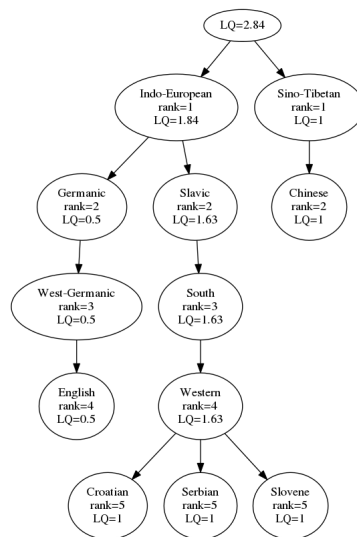 LQ=2.84
Indo-European
rank=1
LQ=1.84
Sino-Tibetan
rank=1
LQ=1
Germanic
rank=2
LQ=0.5
Slavic
rank=2
LQ=1.63
Chinese
rank=2
LQ=1
West-Germanic
rank=3
LQ=0.5
South
rank=3
LQ=1.63
English
rank=4
LQ=0.5
Western
rank=4
LQ=1.63
Croatian
rank=5
LQ=1
Serbian
rank=5
LQ=1
Slovene
rank=5
LQ=1